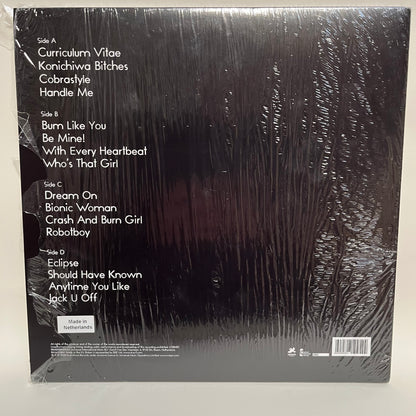 Side A
Curriculum Vitae
Konichiwa Bitches
Cobrastyle
Handle Me
Side B
Bum Like You
Be Mine!
With Every Heartbeat
Who's That Girl
Side C
Dream On
Bionic Woman
Crash And Burn Girl
Robotboy
Side D
Eclipse
Should Have Known
Anytime You Like
Jack U Off
Made in
Netherlands